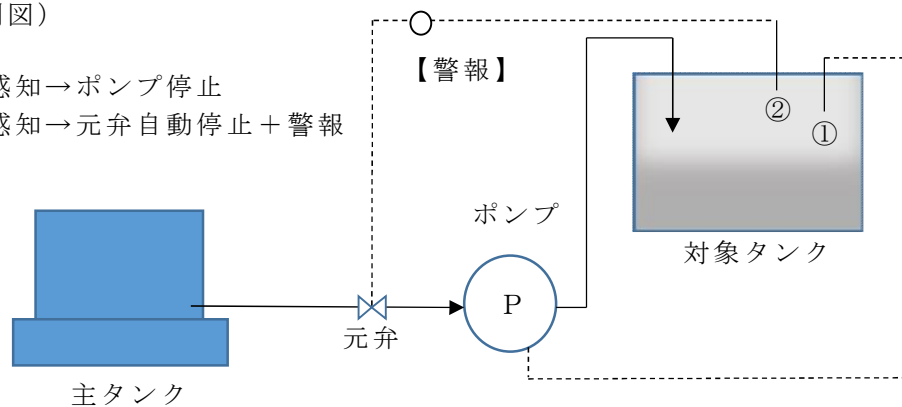 図）
感知→ポンプ停止
感知→元弁自動停止＋警報
【警報】
②
①
ポンプ
対象タンク
P
元弁
主タンク